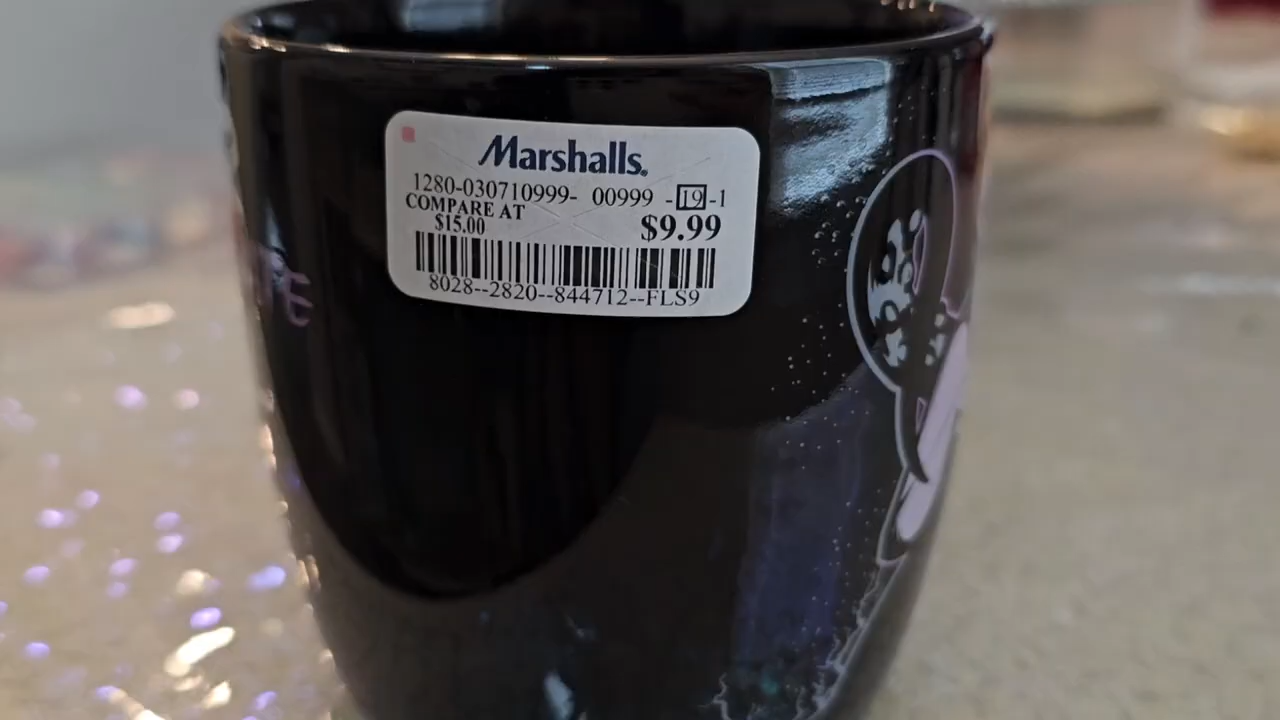 Marshalls.
1280-030710999- 00999 -19-1
COMPARE AT
$15.00 $9.99
8028--2820--844712--FLS9